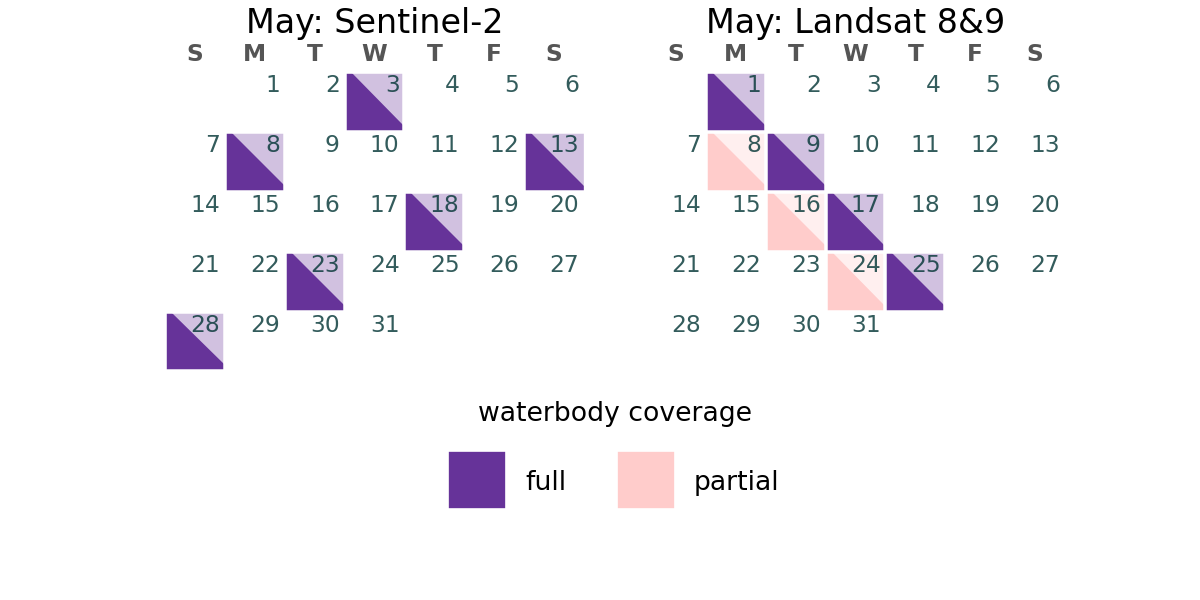 May: Sentinel-2
S M T W T F S
1 2 3 4 5 6
7 8 9 10 11 12 13
14 15 16 17 18 19 20
21 22 23 24 25 26 27
28 29 30 31
May: Landsat 8&9
S M T W T F S
1 2 3 4 5 6
7 8 9 10 11 12 13
14 15 16 17 18 19 20
21 22 23 24 25 26 27
28 29 30 31
waterbody coverage
full partial